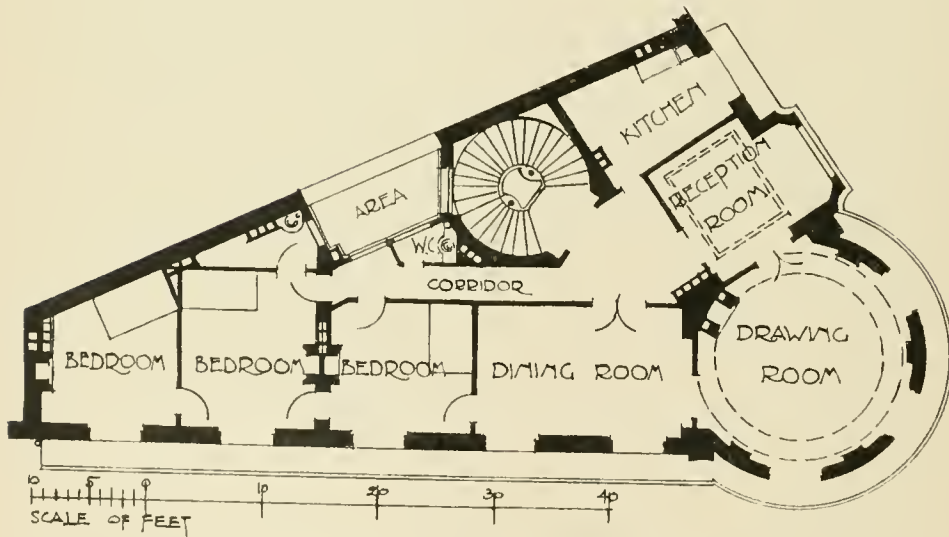 KITCHEN
RECEPTION
ROOM
AREA
W.C.
CORRIDOR
BEDROOM
BEDROOM
BEDROOM
DINING ROOM
DRAWING
ROOM
10 5 0 10 20 30 40
SCALE OF FEET